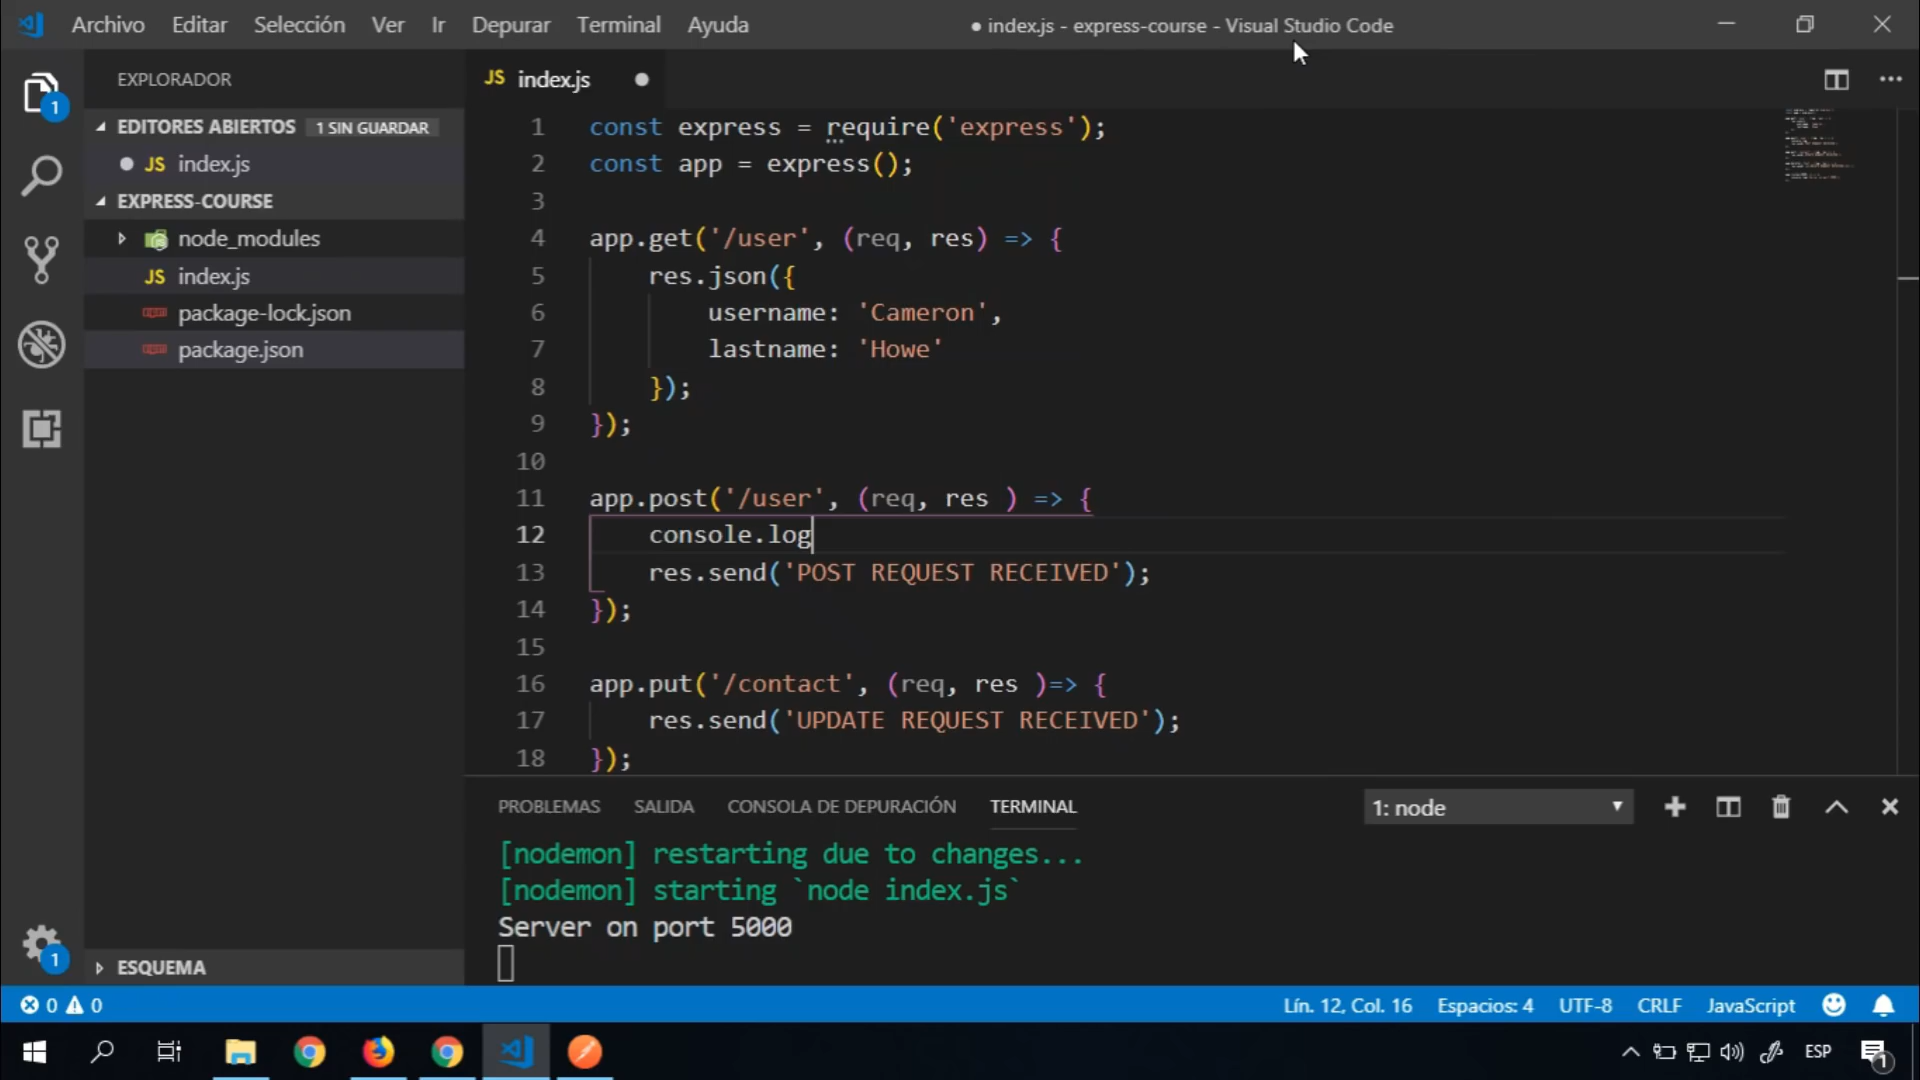 Archivo Editar Selección Ver Ir Depurar Terminal Ayuda ● index.js - express-course - Visual Studio Code
EXPLORADOR
EDITORES ABIERTOS 1 SIN GUARDAR
JS index.js
EXPRESS-COURSE
node_modules
JS index.js
package-lock.json
package.json
ESQUEMA
JS index.js ●
1 const express = require('express');
2 const app = express();
3
4 app.get('/user', (req, res) => {
5 res.json({
6 username: 'Cameron',
7 lastname: 'Howe'
8 });
9 });
10
11 app.post('/user', (req, res ) => {
12 console.log
13 res.send('POST REQUEST RECEIVED');
14 });
15
16 app.put('/contact', (req, res )=> {
17 res.send('UPDATE REQUEST RECEIVED');
18 });
PROBLEMAS SALIDA CONSOLA DE DEPURACIÓN TERMINAL 1: node
[nodemon] restarting due to changes...
[nodemon] starting `node index.js`
Server on port 5000
1
1
0 0 Lín. 12, Col. 16 Espacios: 4 UTF-8 CRLF JavaScript
ESP 1